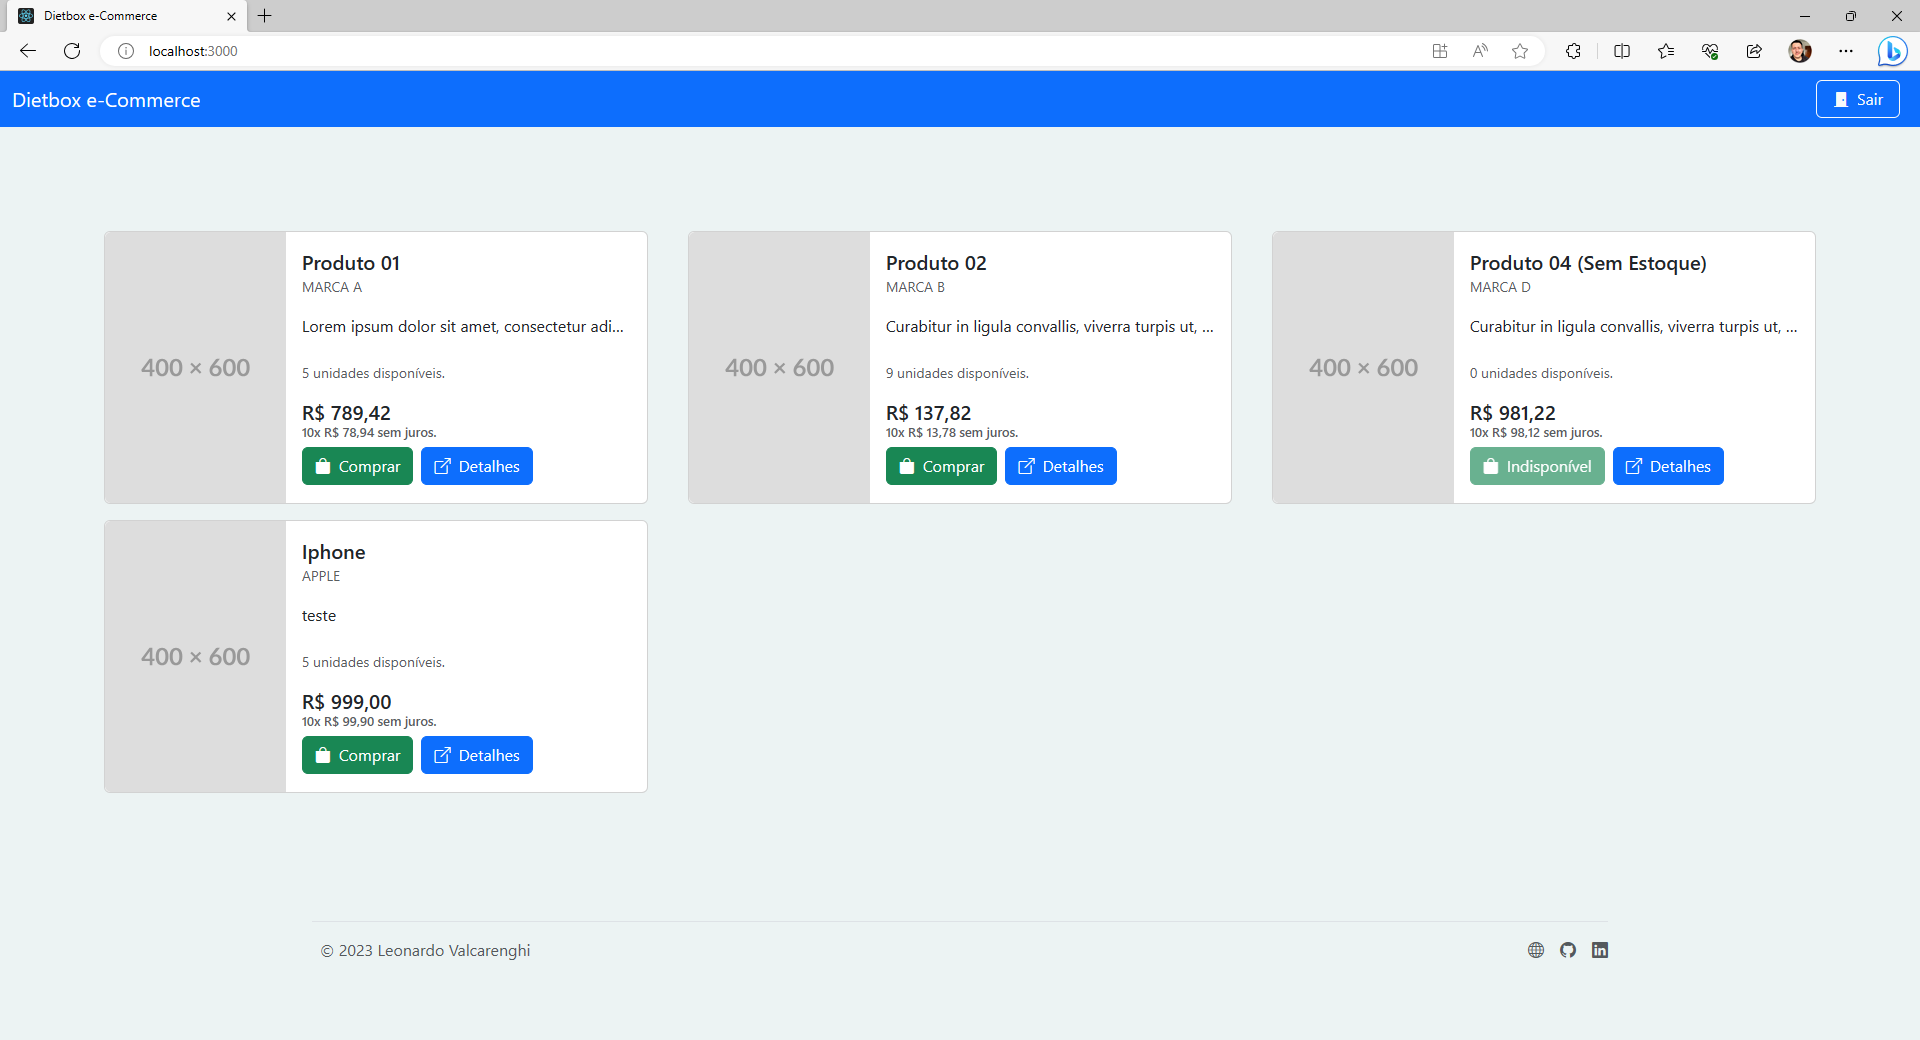 Dietbox e-Commerce
localhost:3000
Dietbox e-Commerce
Sair
400 × 600
Produto 01
MARCA A
Lorem ipsum dolor sit amet, consectetur adi...
5 unidades disponíveis.
R$ 789,42
10x R$ 78,94 sem juros.
Comprar
Detalhes
400 × 600
Produto 02
MARCA B
Curabitur in ligula convallis, viverra turpis ut, ...
9 unidades disponíveis.
R$ 137,82
10x R$ 13,78 sem juros.
Comprar
Detalhes
400 × 600
Produto 04 (Sem Estoque)
MARCA D
Curabitur in ligula convallis, viverra turpis ut, ...
0 unidades disponíveis.
R$ 981,22
10x R$ 98,12 sem juros.
Indisponível
Detalhes
400 × 600
Iphone
APPLE
teste
5 unidades disponíveis.
R$ 999,00
10x R$ 99,90 sem juros.
Comprar
Detalhes
© 2023 Leonardo Valcarenghi